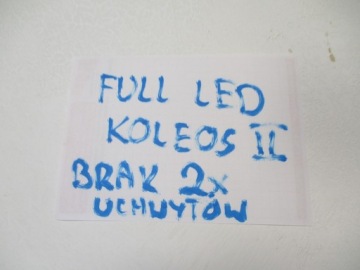 FULL LED
KOLEOS II
BRAK 2x
UCHWYTÓW